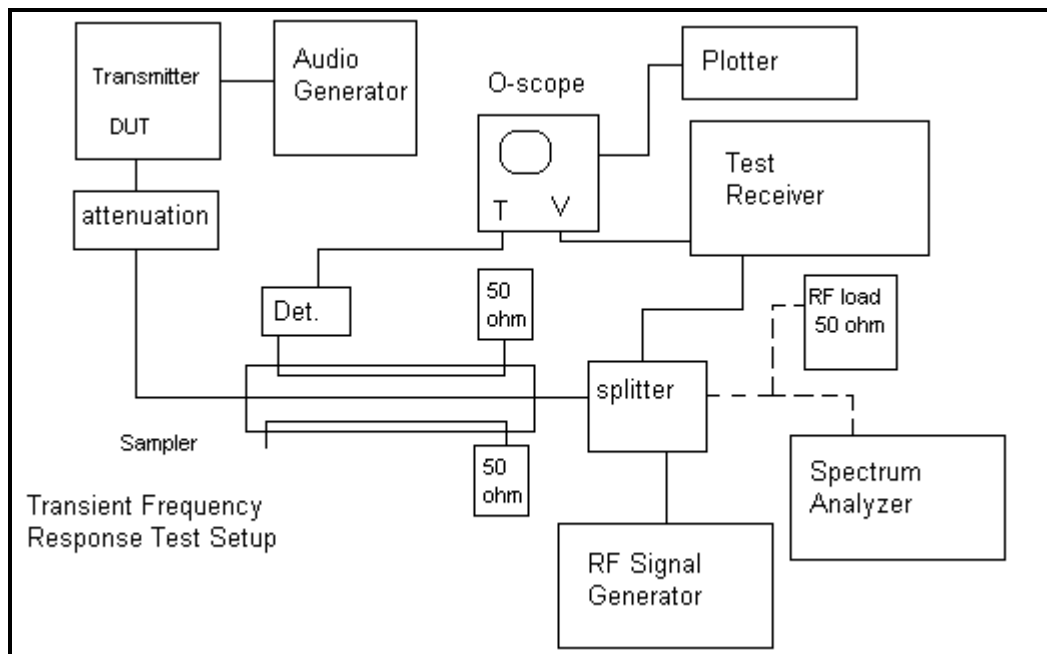 Transmitter
DUT
Audio
Generator
O-scope
T V
Plotter
Test
Receiver
attenuation
Det.
50
ohm
RF load
50 ohm
splitter
Sampler
50
ohm
Spectrum
Analyzer
Transient Frequency
Response Test Setup
RF Signal
Generator